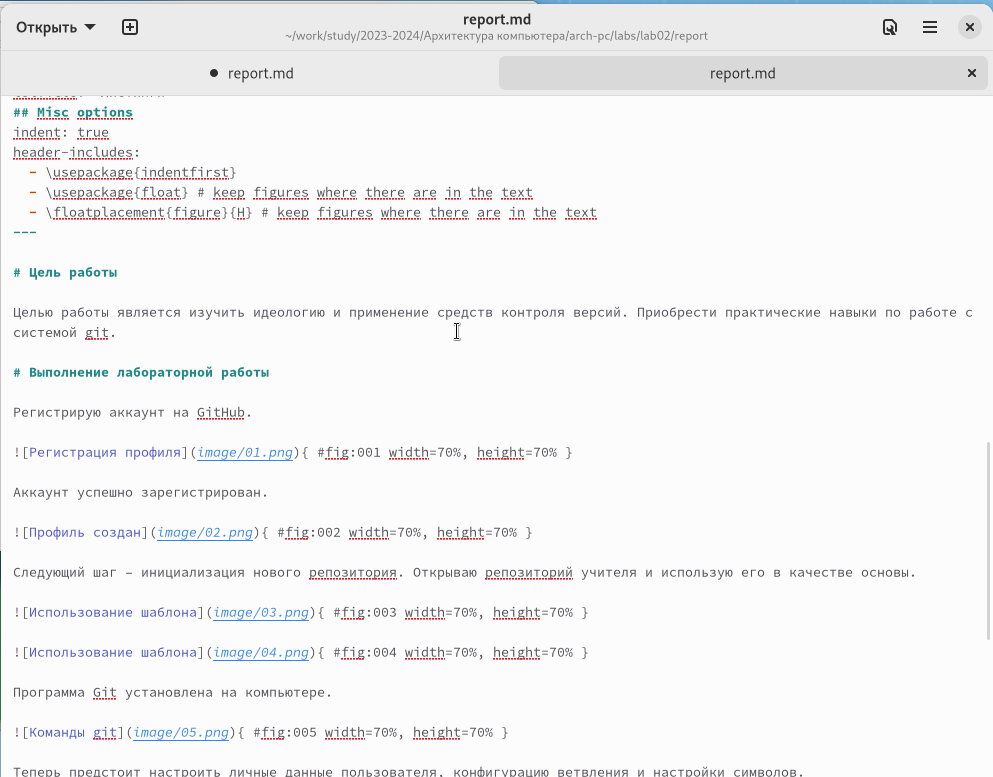 Открыть
report.md
~/work/study/2023-2024/Архитектура компьютера/arch-pc/labs/lab02/report
report.md
report.md
## Misc options
indent: true
header-includes:
- \usepackage{indentfirst}
- \usepackage{float} # keep figures where there are in the text
- \floatplacement{figure}{H} # keep figures where there are in the text
---
# Цель работы
Целью работы является изучить идеологию и применение средств контроля версий. Приобрести практические навыки по работе с
системой git.
# Выполнение лабораторной работы
Регистрирую аккаунт на GitHub.
![Регистрация профиля](image/01.png){ #fig:001 width=70%, height=70% }
Аккаунт успешно зарегистрирован.
![Профиль создан](image/02.png){ #fig:002 width=70%, height=70% }
Следующий шаг – инициализация нового репозитория. Открываю репозиторий учителя и использую его в качестве основы.
![Использование шаблона](image/03.png){ #fig:003 width=70%, height=70% }
![Использование шаблона](image/04.png){ #fig:004 width=70%, height=70% }
Программа Git установлена на компьютере.
![Команды git](image/05.png){ #fig:005 width=70%, height=70% }
Теперь предстоит настроить личные данные пользователя, конфигурацию ветвления и настройки символов.